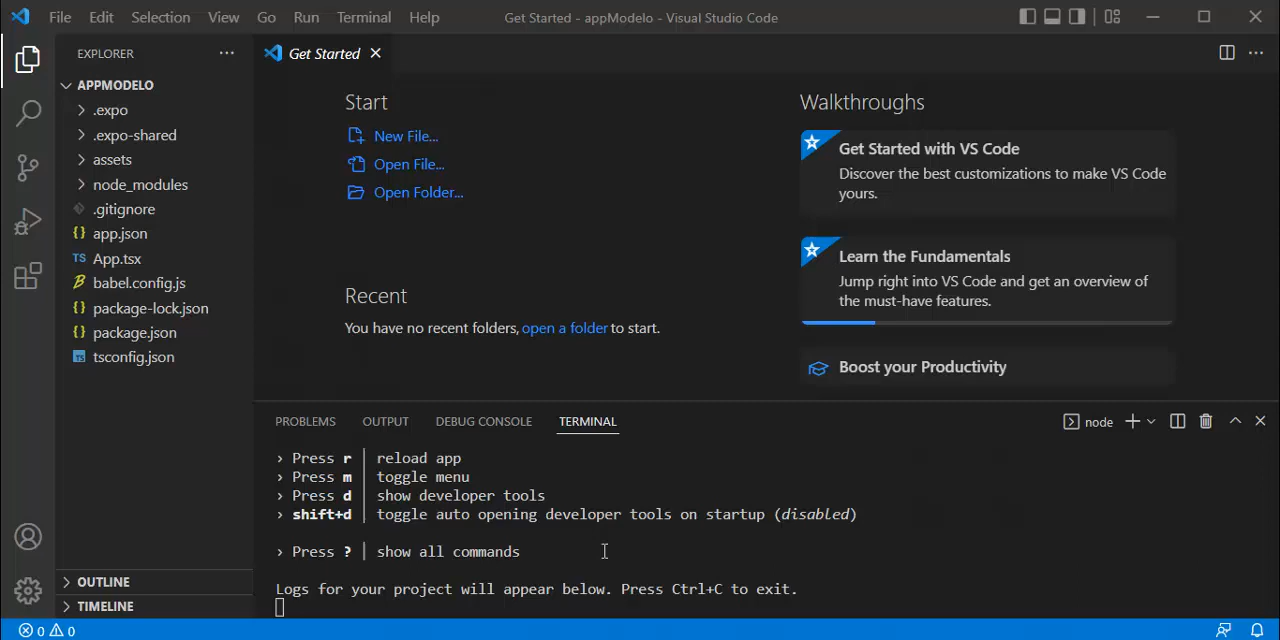 File Edit Selection View Go Run Terminal Help Get Started - appModelo - Visual Studio Code
EXPLORER
APPMODELO
.expo
.expo-shared
assets
node_modules
.gitignore
app.json
TS App.tsx
babel.config.js
package-lock.json
package.json
TS tsconfig.json
OUTLINE
TIMELINE
Get Started
Start
New File...
Open File...
Open Folder...
Recent
You have no recent folders, open a folder to start.
Walkthroughs
Get Started with VS Code
Discover the best customizations to make VS Code
yours.
Learn the Fundamentals
Jump right into VS Code and get an overview of
the must-have features.
Boost your Productivity
PROBLEMS OUTPUT DEBUG CONSOLE TERMINAL node
› Press r │ reload app
› Press m │ toggle menu
› Press d │ show developer tools
› shift+d │ toggle auto opening developer tools on startup (disabled)
› Press ? │ show all commands
Logs for your project will appear below. Press Ctrl+C to exit.
0 0